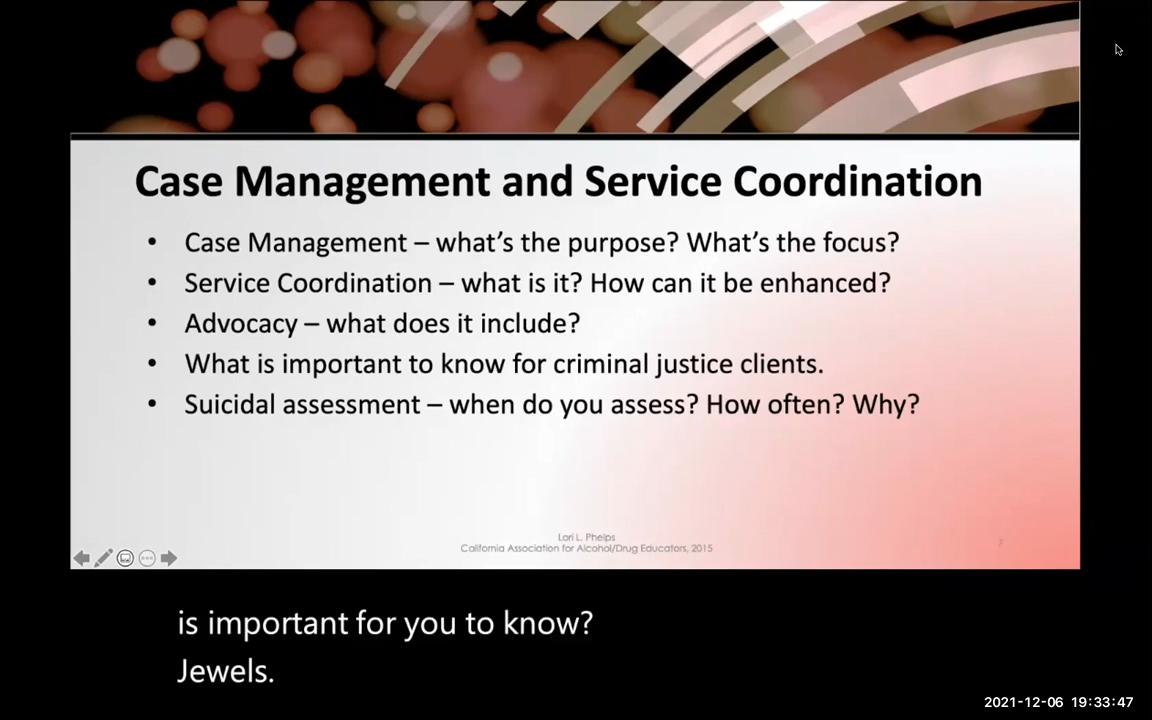 Case Management and Service Coordination
• Case Management – what's the purpose? What's the focus?
• Service Coordination – what is it? How can it be enhanced?
• Advocacy – what does it include?
• What is important to know for criminal justice clients.
• Suicidal assessment – when do you assess? How often? Why?
Lori L. Phelps
California Association for Alcohol/Drug Educators, 2015
7
is important for you to know?
Jewels.
2021-12-06 19:33:47